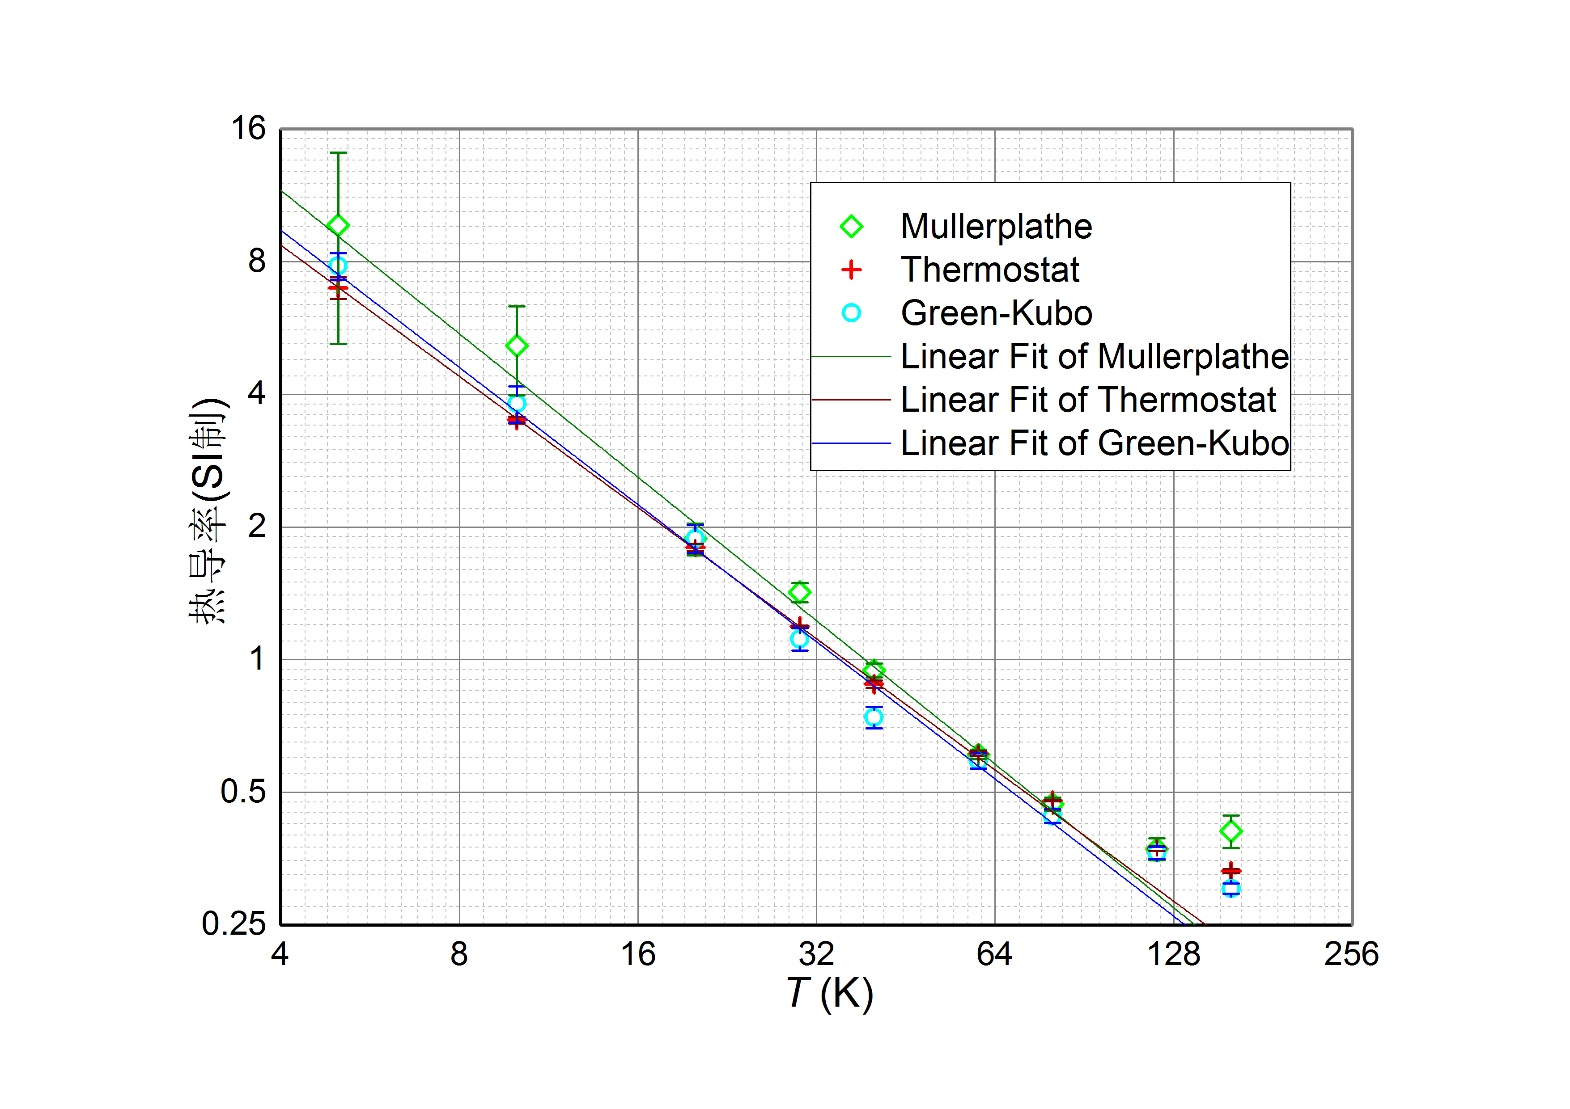 16
8
4
2
1
0.5
0.25
热导率(SI制)
Mullerplathe
Thermostat
Green-Kubo
Linear Fit of Mullerplathe
Linear Fit of Thermostat
Linear Fit of Green-Kubo
4 8 16 32 64 128 256
T (K)